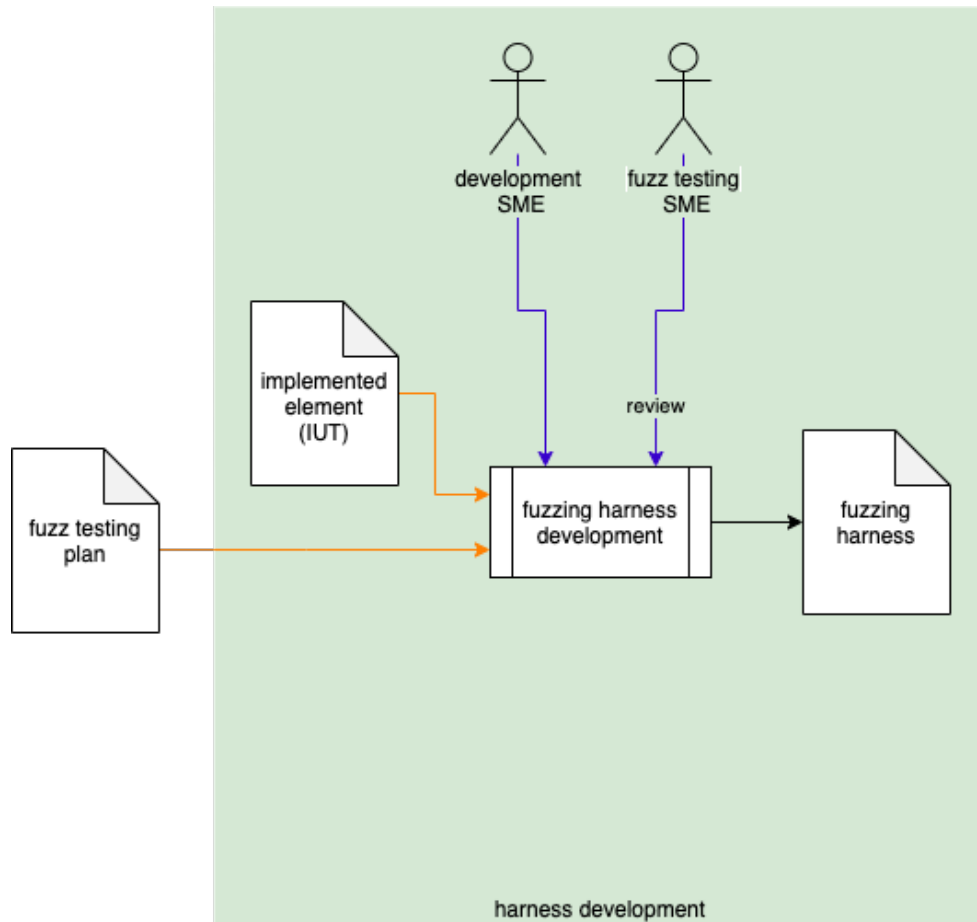 development
SME
fuzz testing
SME
implemented
element
(IUT)
review
fuzz testing
plan
fuzzing harness
development
fuzzing
harness
harness development